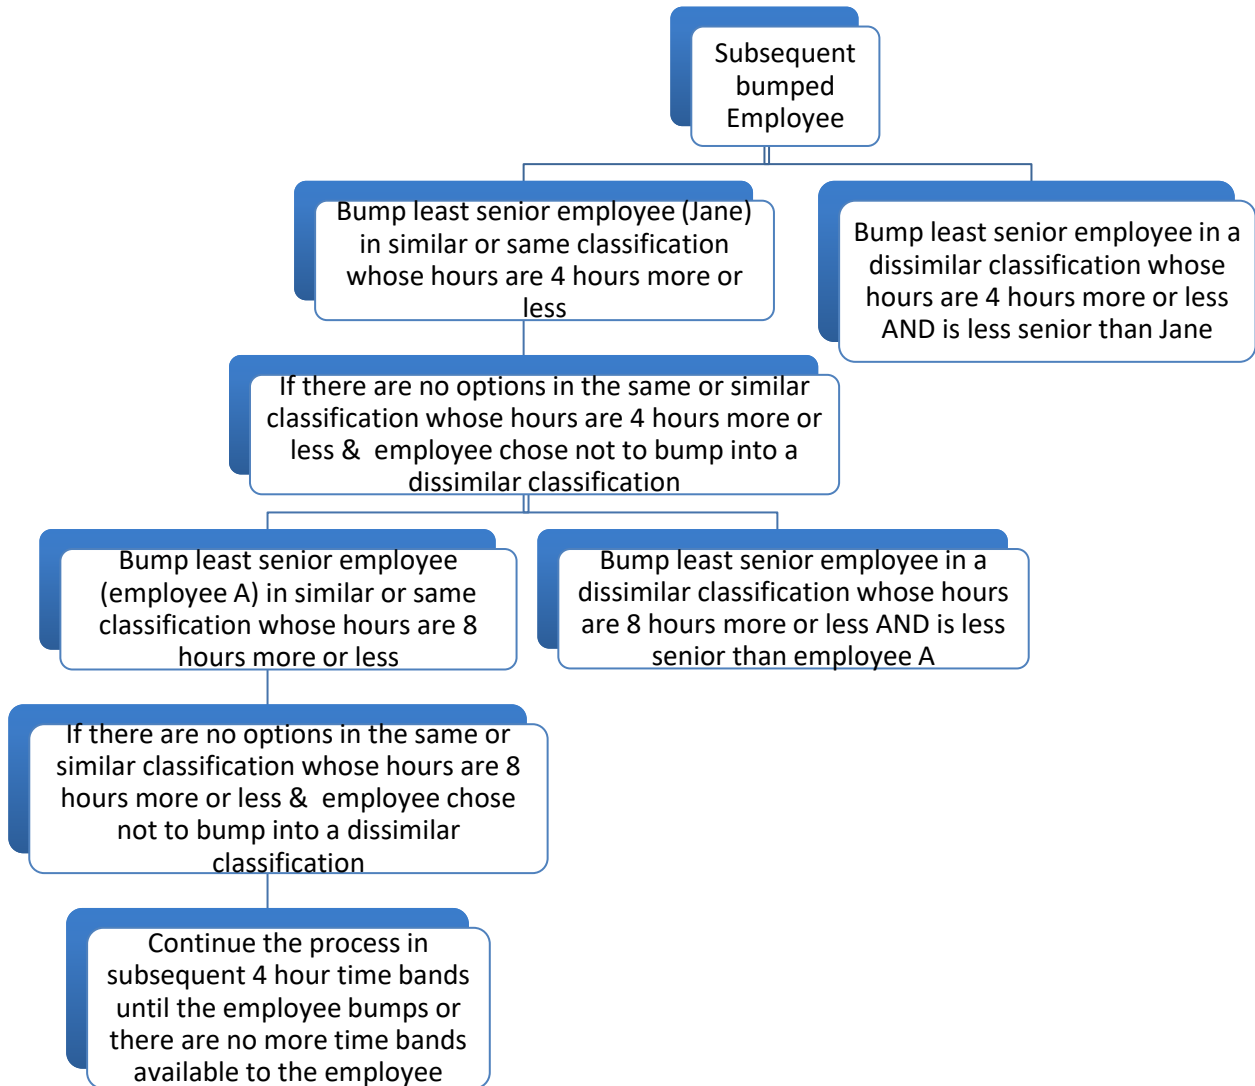 Subsequent
bumped
Employee
Bump least senior employee (Jane)
in similar or same classification
whose hours are 4 hours more or
less
Bump least senior employee in a
dissimilar classification whose
hours are 4 hours more or less
AND is less senior than Jane
If there are no options in the same or similar
classification whose hours are 4 hours more or
less & employee chose not to bump into a
dissimilar classification
Bump least senior employee
(employee A) in similar or same
classification whose hours are 8
hours more or less
Bump least senior employee in a
dissimilar classification whose hours
are 8 hours more or less AND is less
senior than employee A
If there are no options in the same or
similar classification whose hours are 8
hours more or less & employee chose
not to bump into a dissimilar
classification
Continue the process in
subsequent 4 hour time bands
until the employee bumps or
there are no more time bands
available to the employee